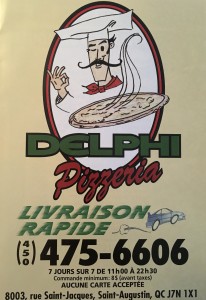 DELPHI
Pizzeria
LIVRAISON
RAPIDE
(450) 475-6606
7 JOURS SUR 7 DE 11h00 À 22h30
Commande minimum: 8$ (avant taxes)
AUCUNE CARTE ACCEPTÉE
8003, rue Saint-Jacques, Saint-Augustin, QC J7N 1X1